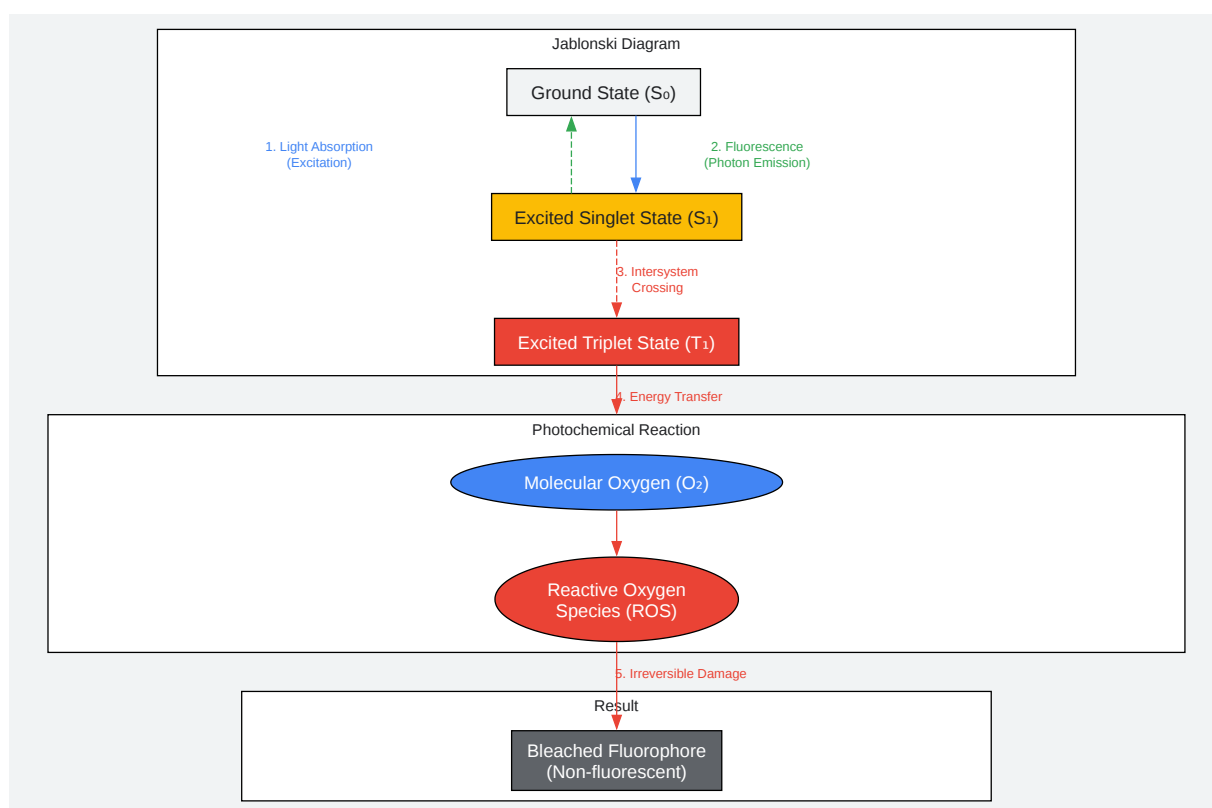 Jablonski Diagram
Ground State (S₀)
1. Light Absorption
(Excitation)
2. Fluorescence
(Photon Emission)
Excited Singlet State (S₁)
3. Intersystem
Crossing
Excited Triplet State (T₁)
4. Energy Transfer
Photochemical Reaction
Molecular Oxygen (O₂)
Reactive Oxygen
Species (ROS)
5. Irreversible Damage
Result
Bleached Fluorophore
(Non-fluorescent)